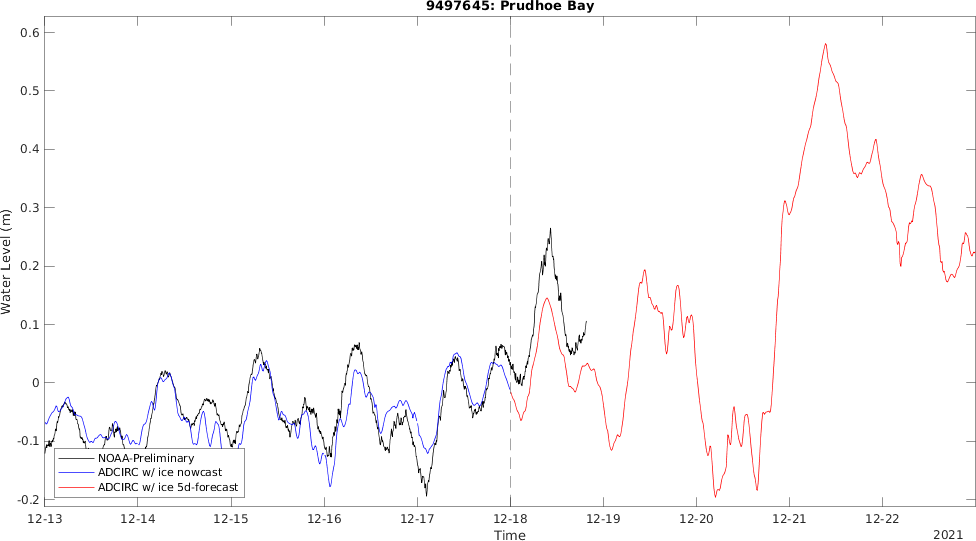 9497645: Prudhoe Bay
0.6
0.5
0.4
0.3
0.2
0.1
0
-0.1
-0.2
Water Level (m)
NOAA-Preliminary
ADCIRC w/ ice nowcast
ADCIRC w/ ice 5d-forecast
12-13 12-14 12-15 12-16 12-17 12-18 12-19 12-20 12-21 12-22
Time
2021